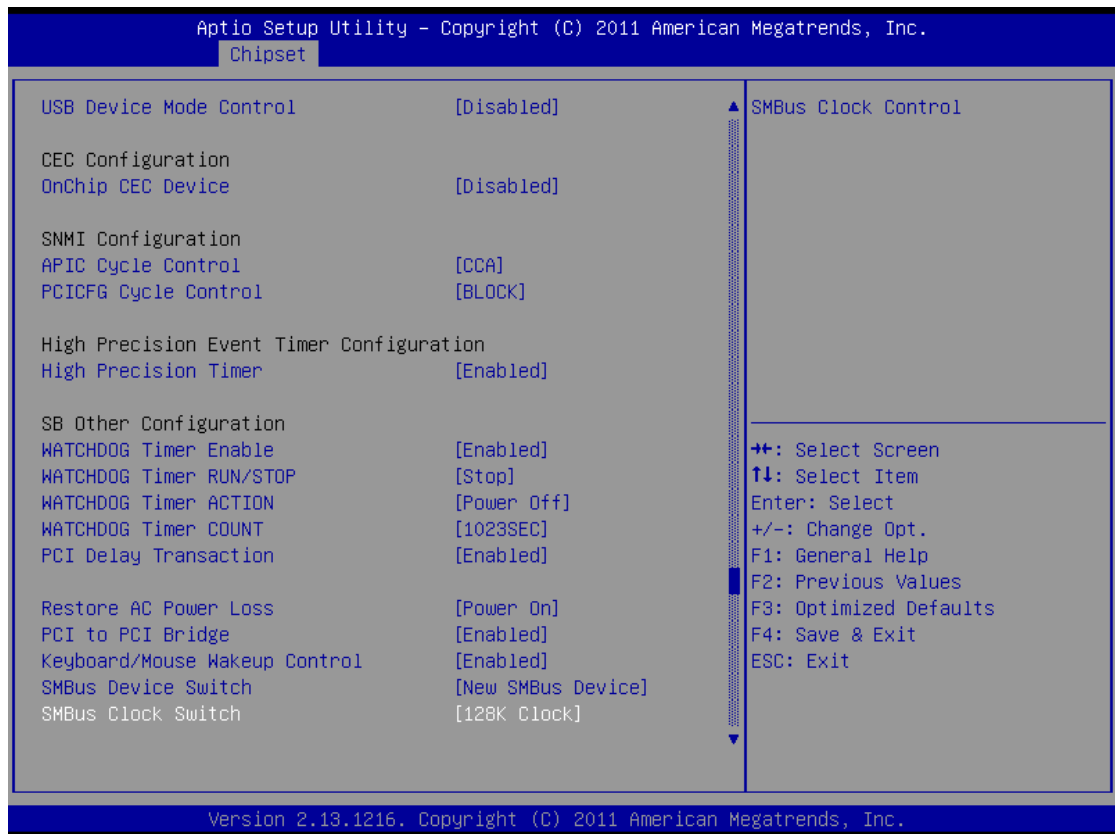 Aptio Setup Utility – Copyright (C) 2011 American Megatrends, Inc.
Chipset
USB Device Mode Control [Disabled]
CEC Configuration
OnChip CEC Device [Disabled]
SNMI Configuration
APIC Cycle Control [CCA]
PCICFG Cycle Control [BLOCK]
High Precision Event Timer Configuration
High Precision Timer [Enabled]
SB Other Configuration
WATCHDOG Timer Enable [Enabled]
WATCHDOG Timer RUN/STOP [Stop]
WATCHDOG Timer ACTION [Power Off]
WATCHDOG Timer COUNT [1023SEC]
PCI Delay Transaction [Enabled]
Restore AC Power Loss [Power On]
PCI to PCI Bridge [Enabled]
Keyboard/Mouse Wakeup Control [Enabled]
SMBus Device Switch [New SMBus Device]
SMBus Clock Switch [128K Clock]
SMBus Clock Control
→←: Select Screen
↑↓: Select Item
Enter: Select
+/-: Change Opt.
F1: General Help
F2: Previous Values
F3: Optimized Defaults
F4: Save & Exit
ESC: Exit
Version 2.13.1216. Copyright (C) 2011 American Megatrends, Inc.